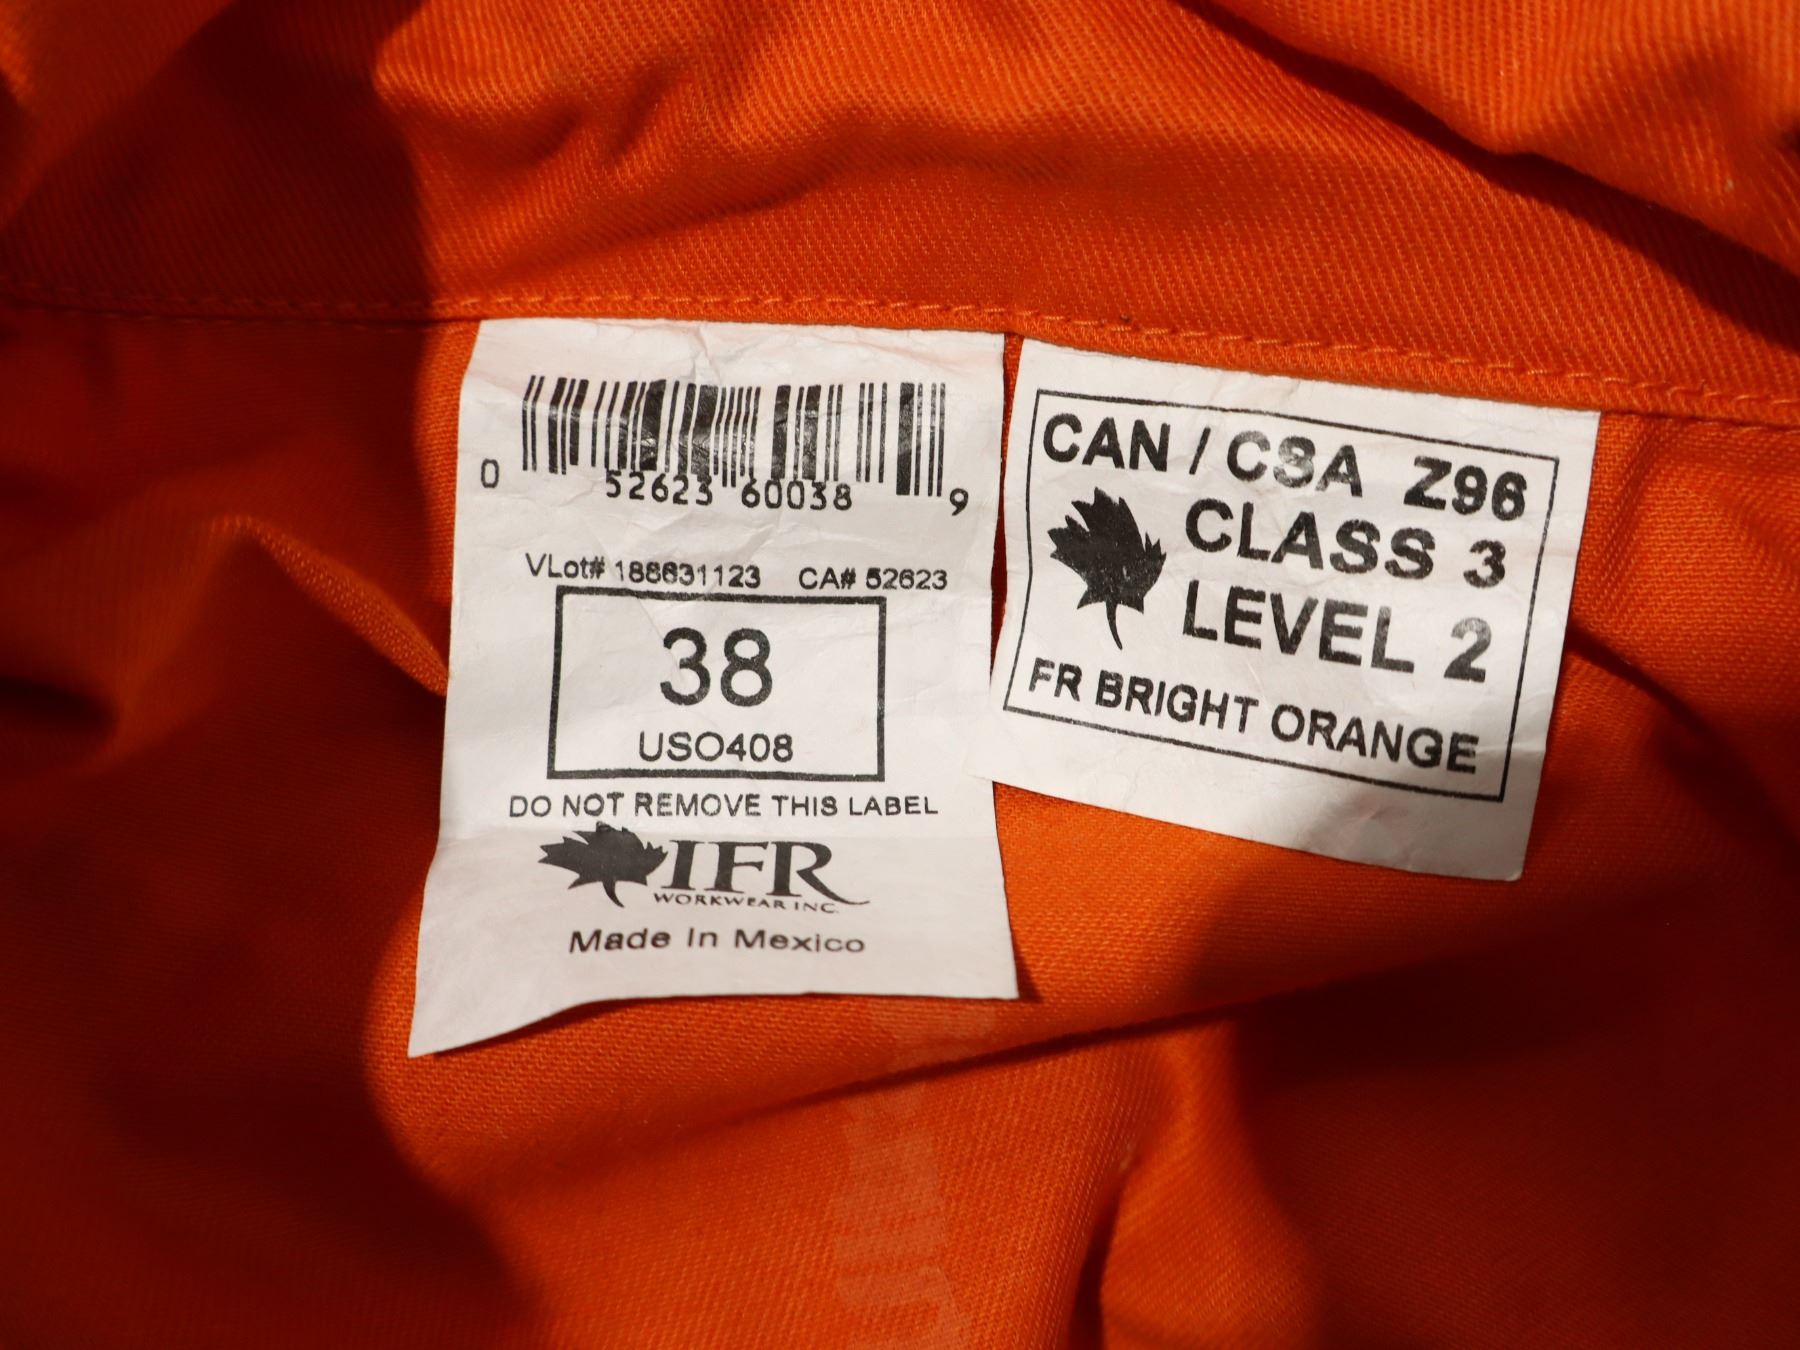 0 52623 60038 9
VLot# 188631123 CA# 52623
38
USO408
DO NOT REMOVE THIS LABEL
IFR
WORKWEAR INC.
Made In Mexico
CAN / CSA Z96
CLASS 3
LEVEL 2
FR BRIGHT ORANGE